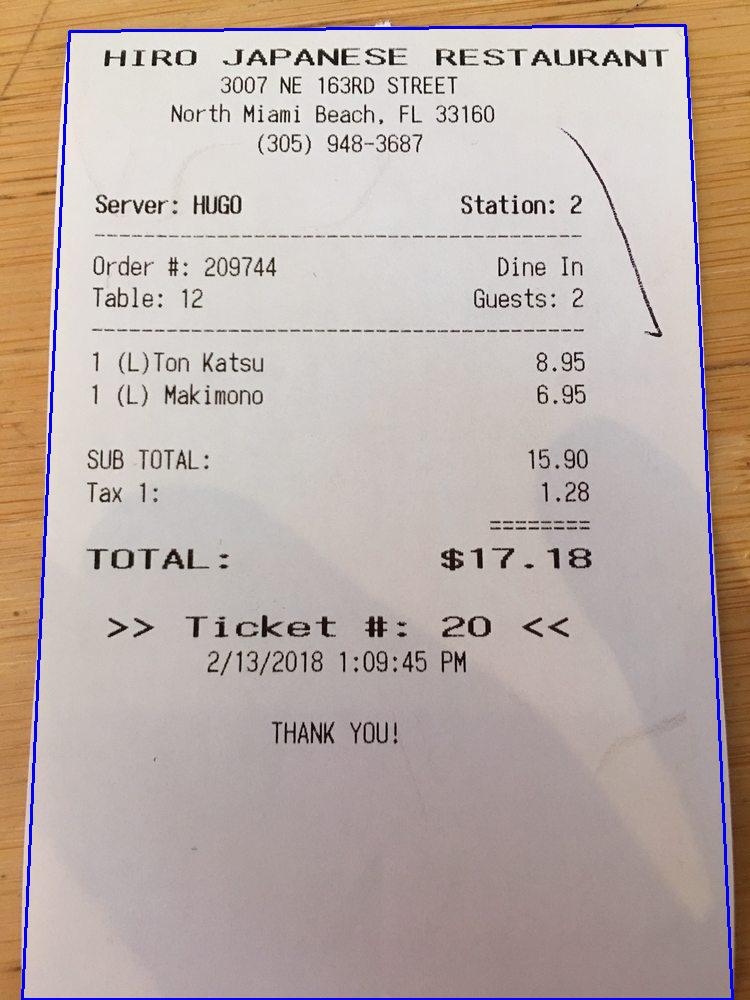 HIRO JAPANESE RESTAURANT
3007 NE 163RD STREET
North Miami Beach, FL 33160
(305) 948-3687
Server: HUGO Station: 2
----------------------------------------
Order #: 209744 Dine In
Table: 12 Guests: 2
----------------------------------------
1 (L)Ton Katsu 8.95
1 (L) Makimono 6.95
SUB TOTAL: 15.90
Tax 1: 1.28
========
TOTAL: $17.18
>> Ticket #: 20 <<
2/13/2018 1:09:45 PM
THANK YOU!